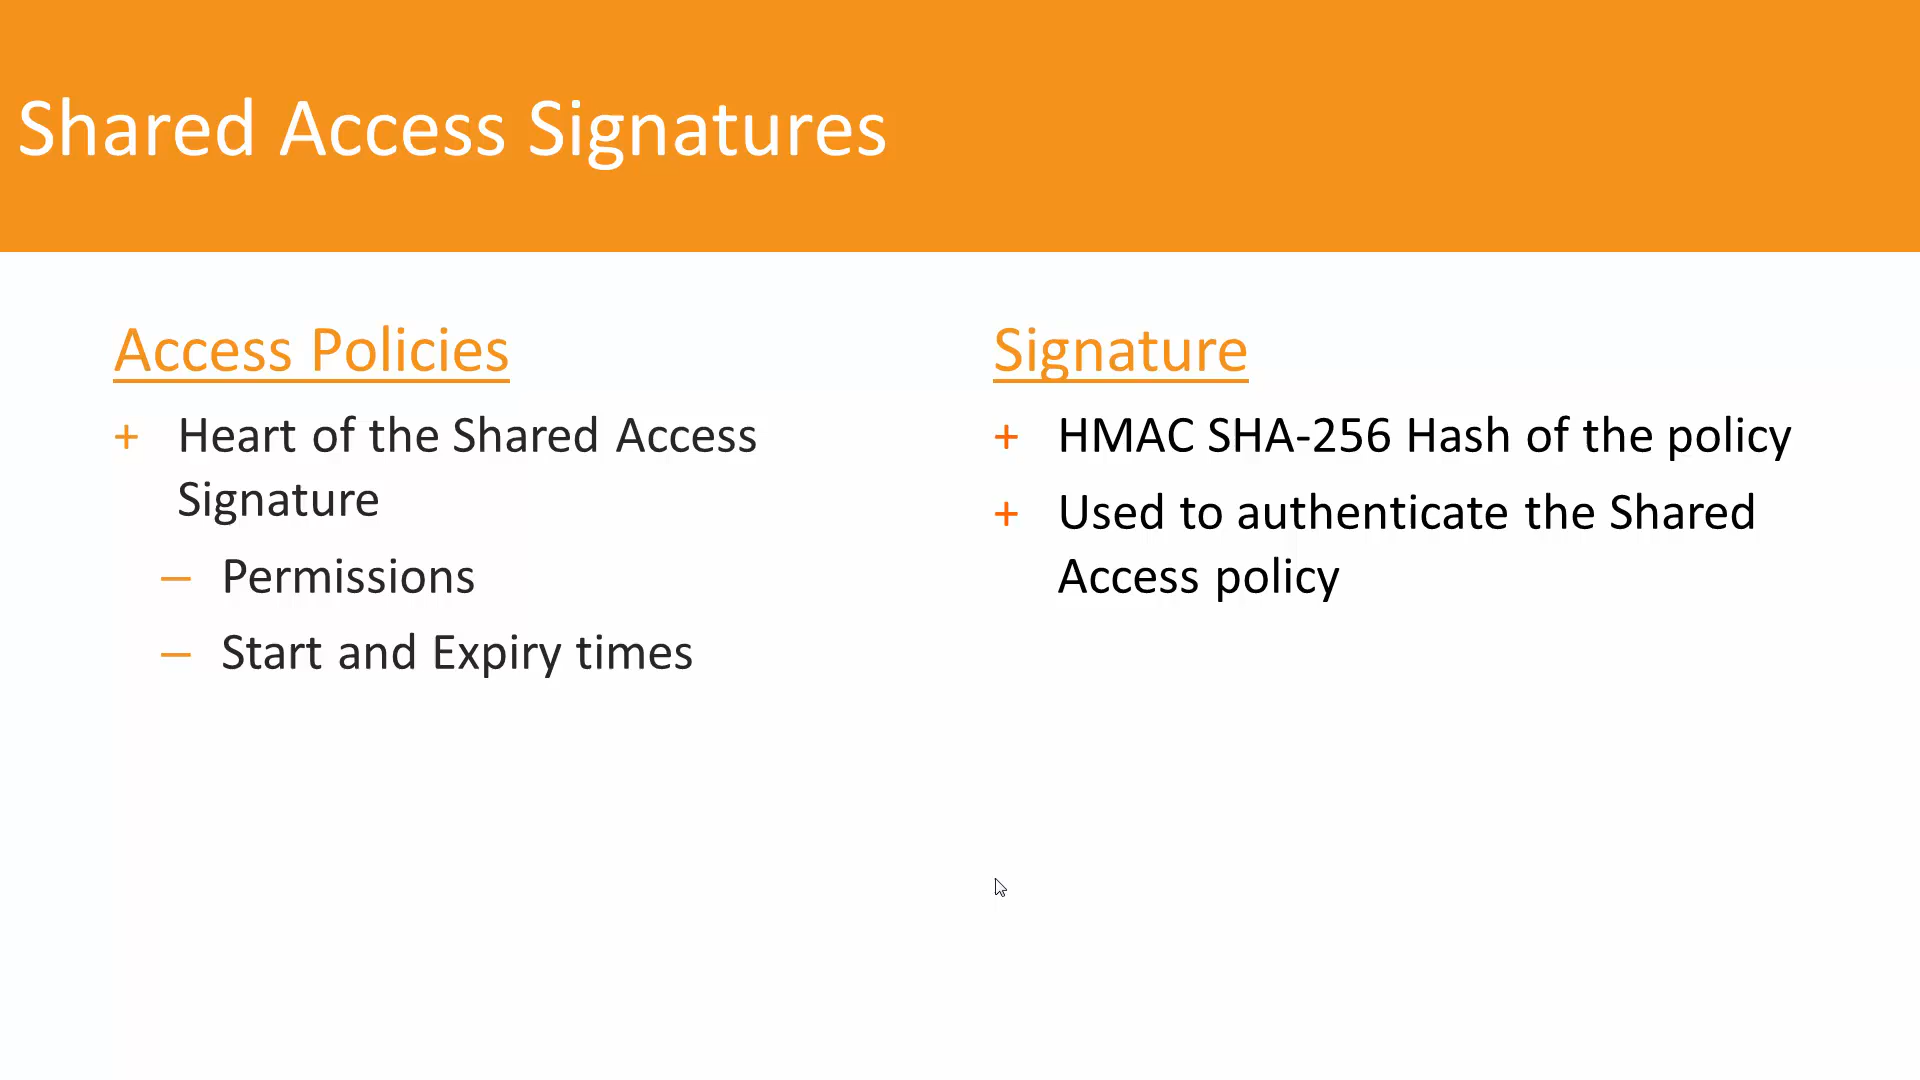 Shared Access Signatures
Access Policies
+ Heart of the Shared Access
Signature
– Permissions
– Start and Expiry times
Signature
+ HMAC SHA-256 Hash of the policy
+ Used to authenticate the Shared
Access policy